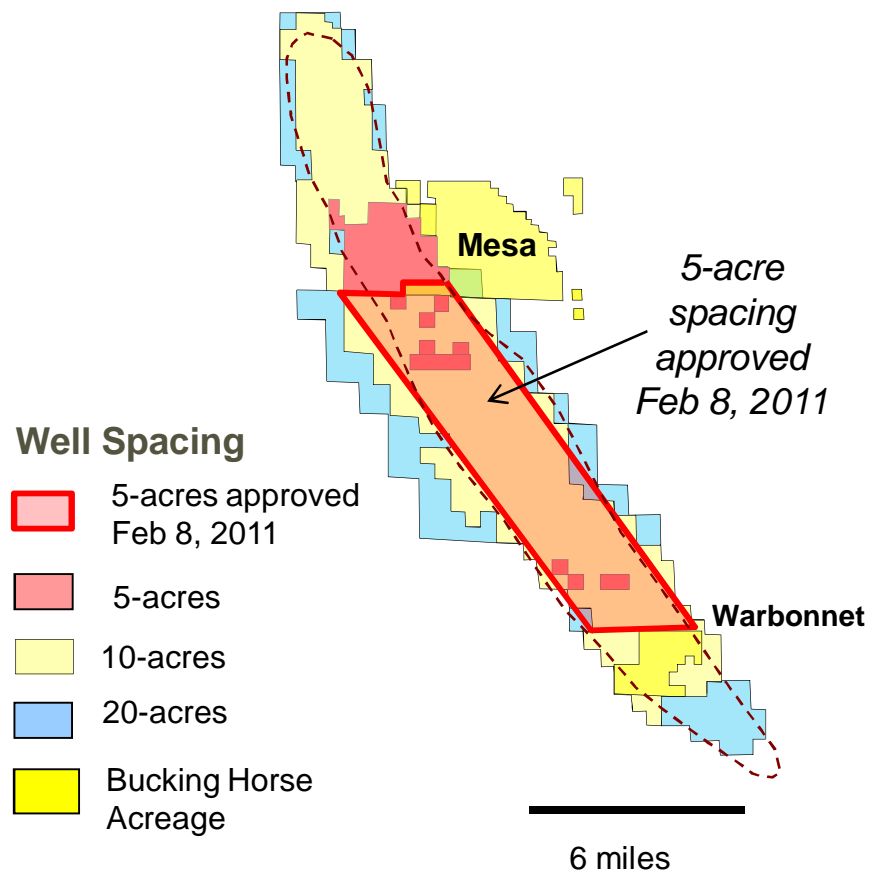 Mesa
5-acre
spacing
approved
Feb 8, 2011
Well Spacing
5-acres approved
Feb 8, 2011
5-acres
10-acres
20-acres
Bucking Horse
Acreage
Warbonnet
6 miles